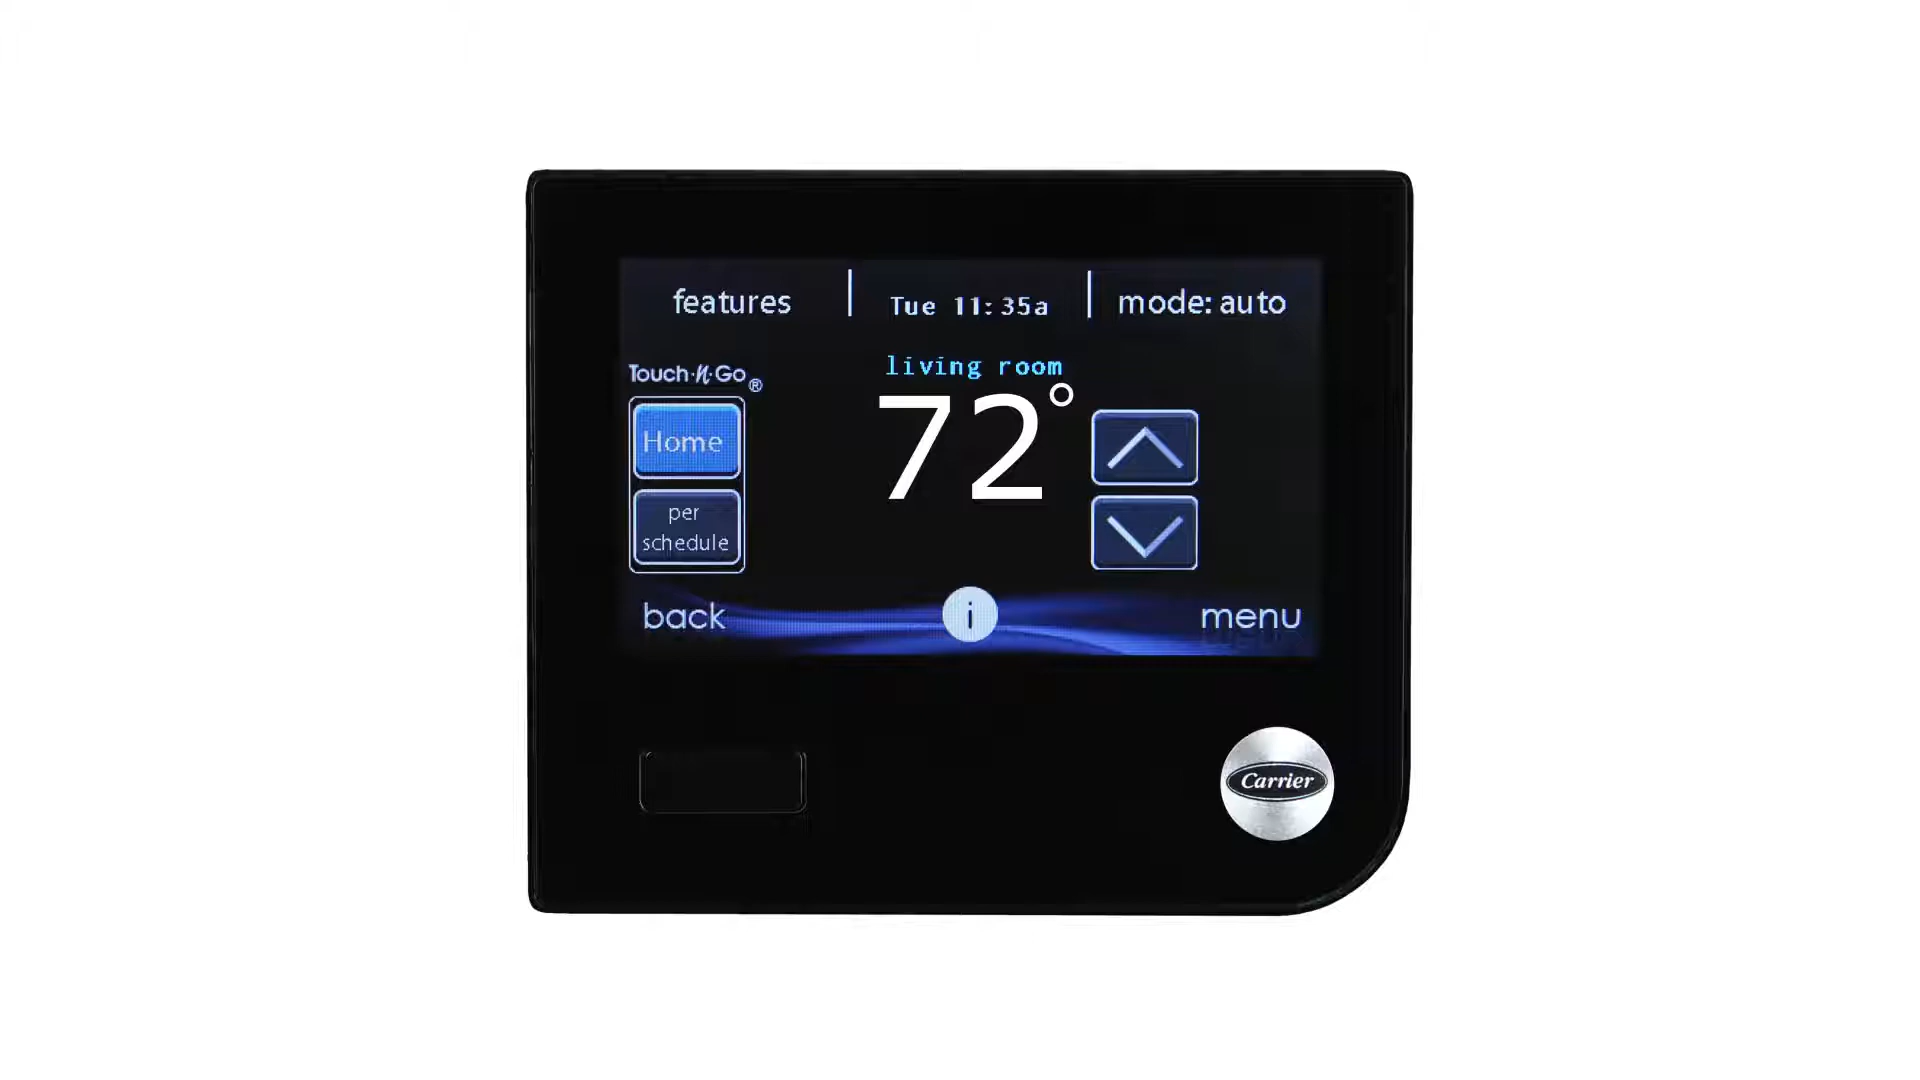 features
Tue 11:35a
mode: auto
living room
Touch·N·Go®
72°
Home
per
schedule
back
i
menu
Carrier